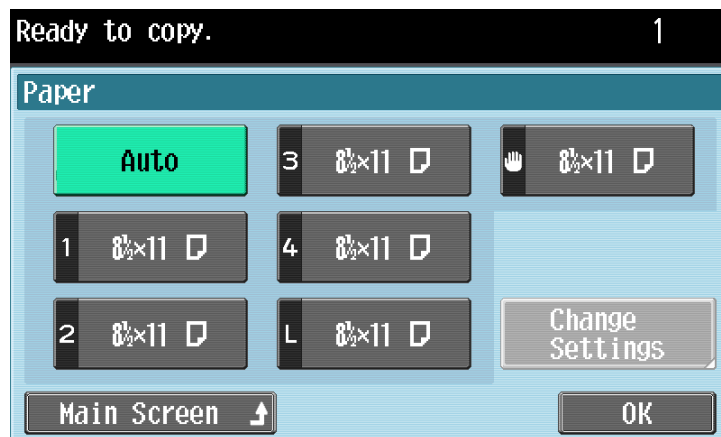 Ready to copy. 1
Paper
Auto
3 8½×11
8½×11
1 8½×11
4 8½×11
2 8½×11
L 8½×11
Change
Settings
Main Screen
OK